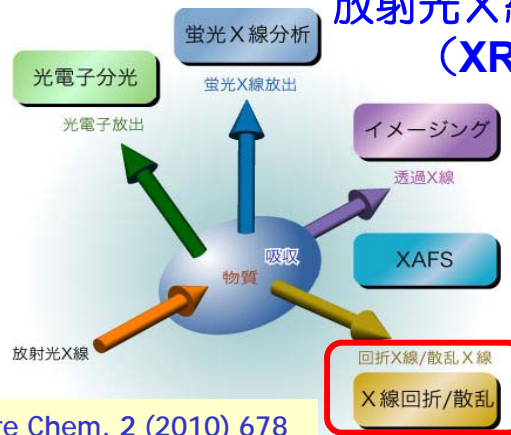 放射光X線
（XR
蛍光X線分析
蛍光X線放出
光電子分光
光電子放出
イメージング
透過X線
吸収
物質
XAFS
放射光X線
回折X線/散乱X線
X線回折/散乱
re Chem. 2 (2010) 678